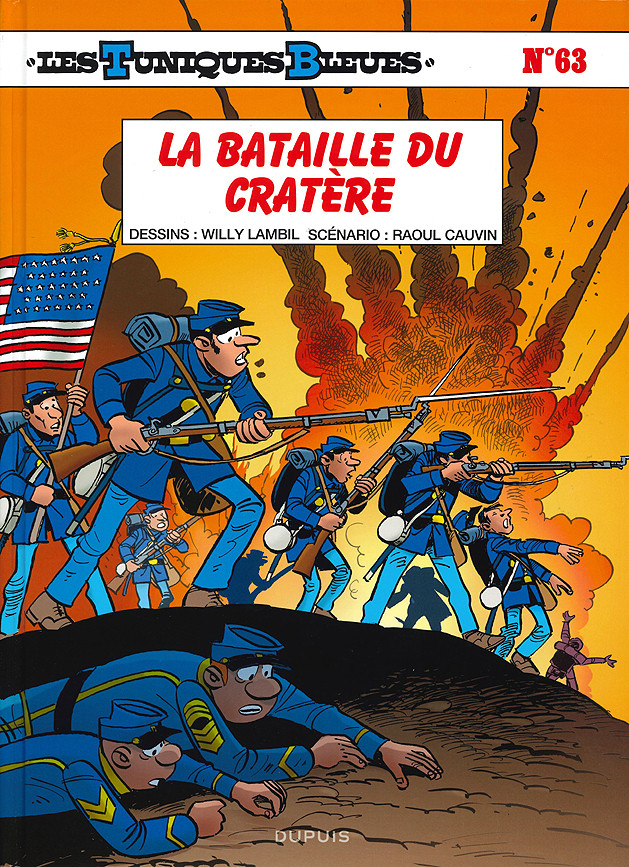 LES TUNIQUES BLEUES
N°63
LA BATAILLE DU
CRATÈRE
DESSINS : WILLY LAMBIL SCÉNARIO : RAOUL CAUVIN
DUPUIS